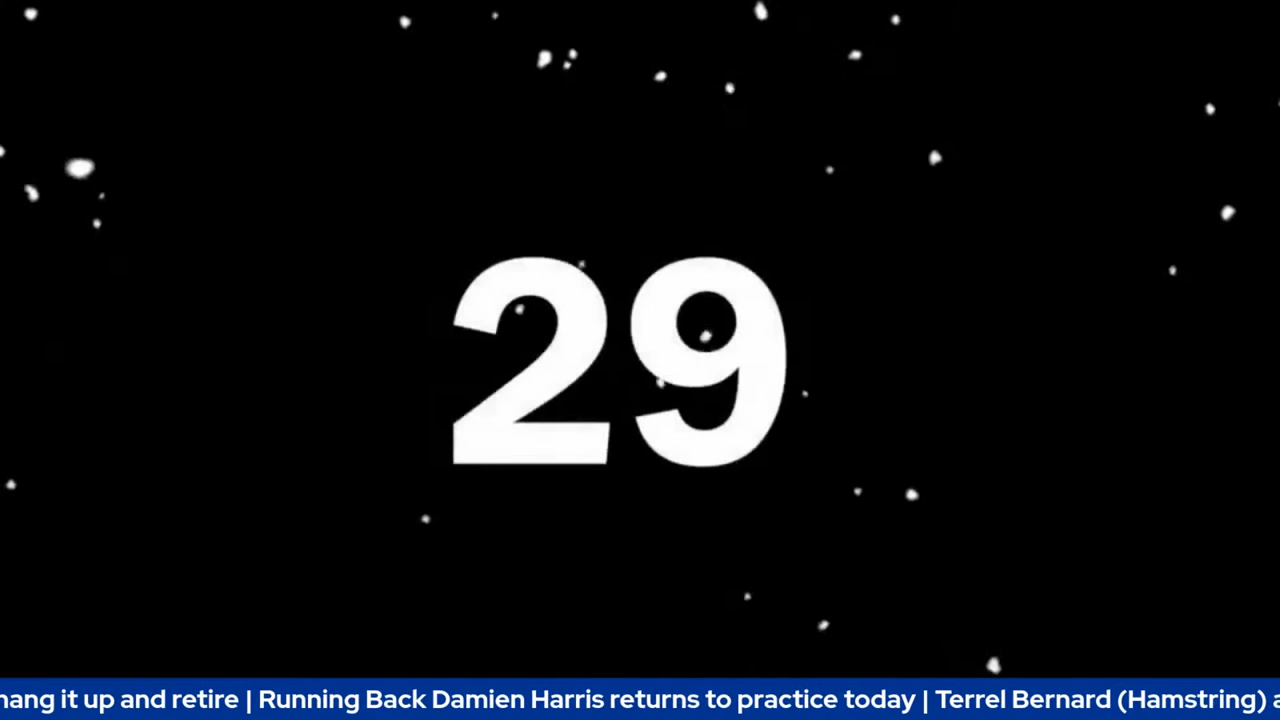 29
hang it up and retire | Running Back Damien Harris returns to practice today | Terrel Bernard (Hamstring) a